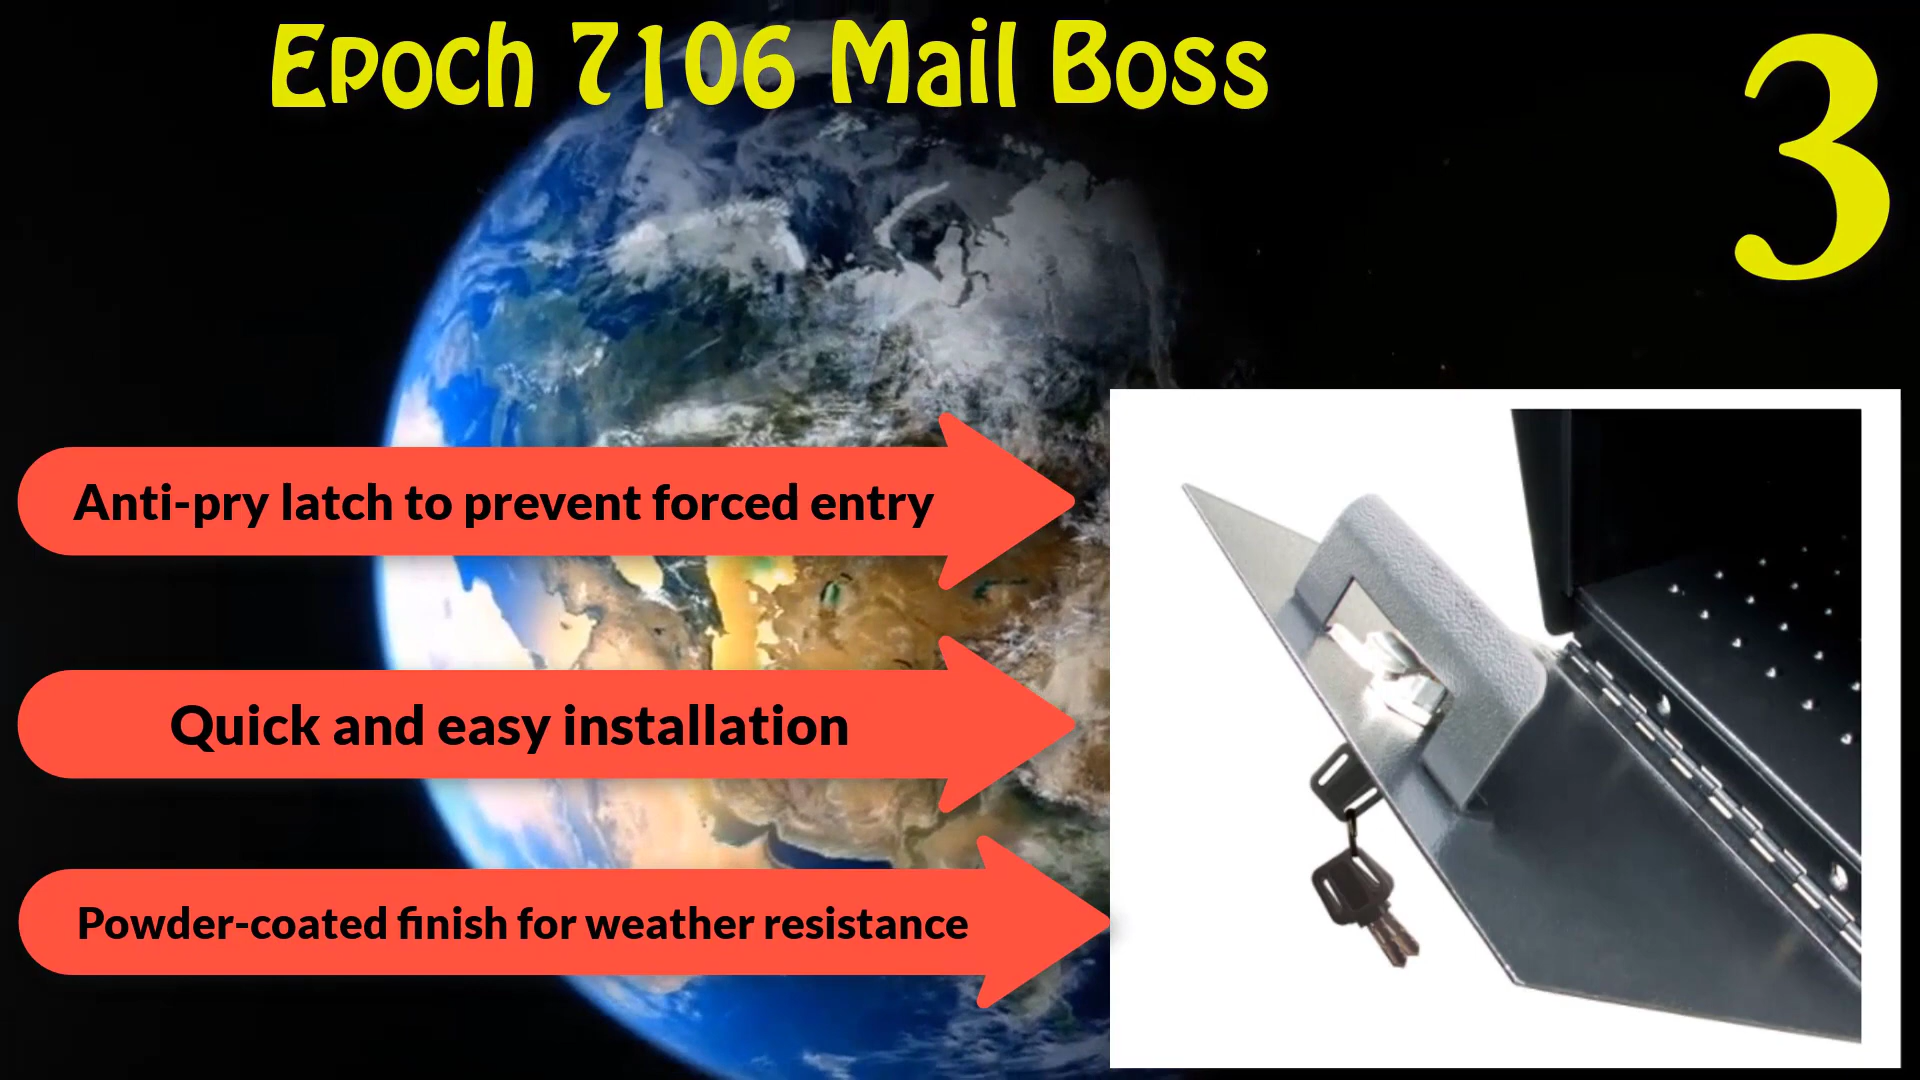 Epoch 7106 Mail Boss
3
Anti-pry latch to prevent forced entry
Quick and easy installation
Powder-coated finish for weather resistance